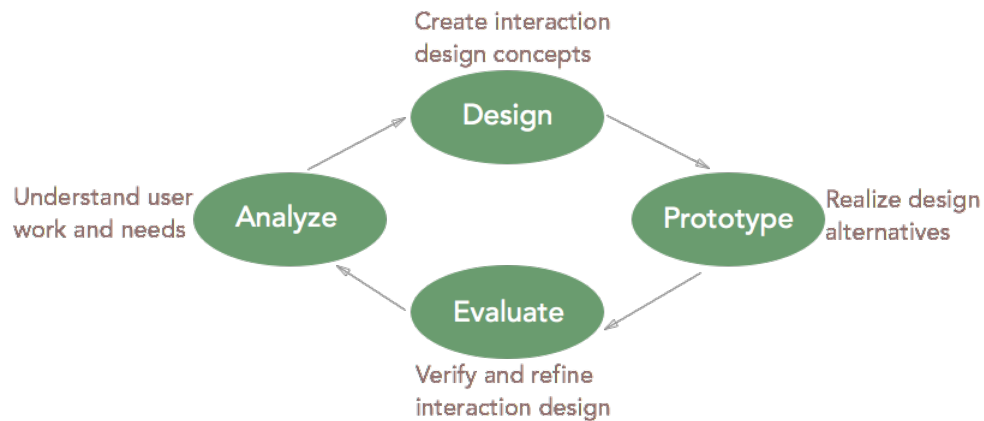 Create interaction
design concepts
Design
Understand user
work and needs
Analyze
Prototype
Realize design
alternatives
Evaluate
Verify and refine
interaction design